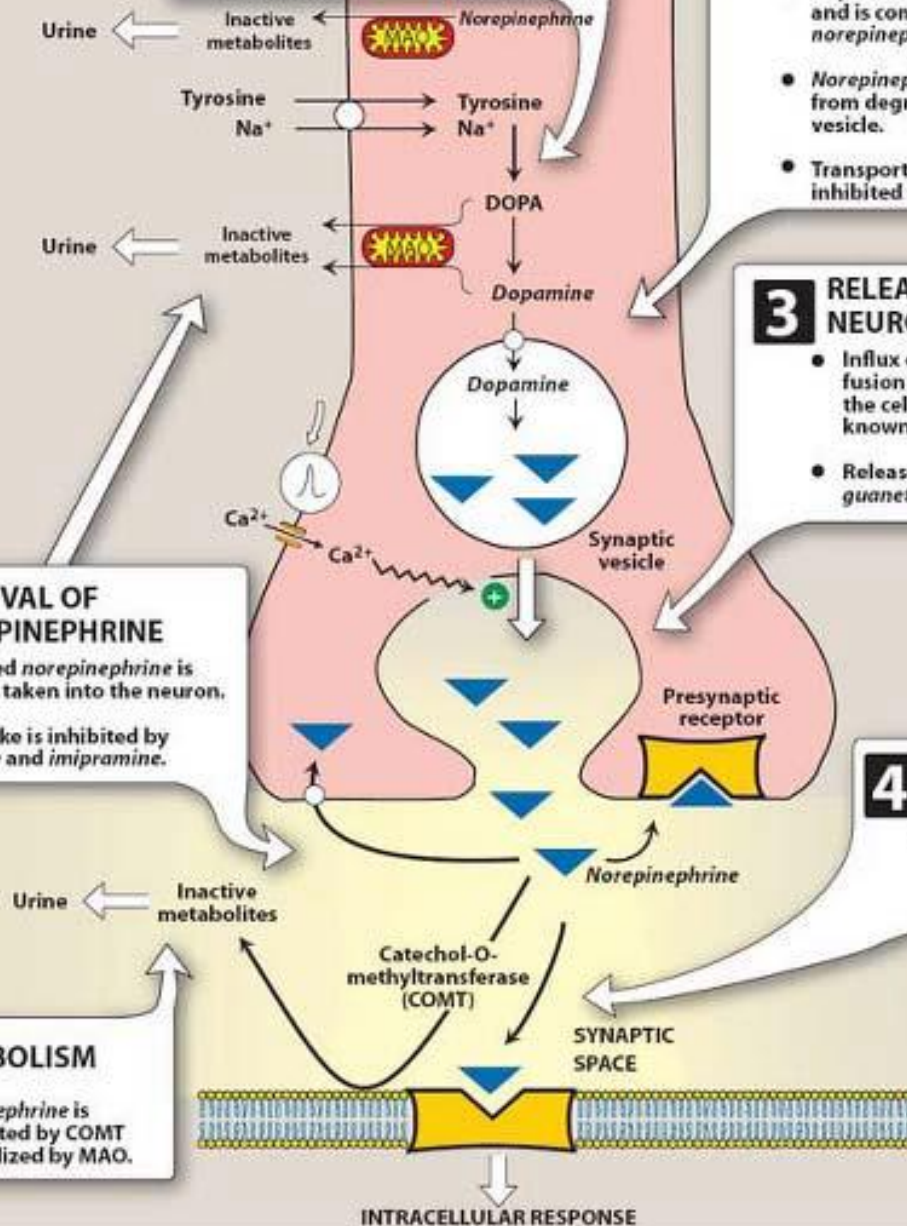 Urine
Inactive
metabolites
MAO
Norepinephrine
Tyrosine
Na⁺
Tyrosine
Na⁺
DOPA
Urine
Inactive
metabolites
MAO
Dopamine
Dopamine
Synaptic
vesicle
Ca²⁺
Ca²⁺
+
and is con
norepinep
• Norepinep
from degr
vesicle.
• Transport
inhibited
3 RELEA
NEURO
• Influx
fusion
the cel
known
• Releas
guanet
VAL OF
PINEPHRINE
ed norepinephrine is
taken into the neuron.
ke is inhibited by
and imipramine.
Presynaptic
receptor
4
Norepinephrine
Urine
Inactive
metabolites
Catechol-O-
methyltransferase
(COMT)
SYNAPTIC
SPACE
BOLISM
ephrine is
ted by COMT
lized by MAO.
INTRACELLULAR RESPONSE